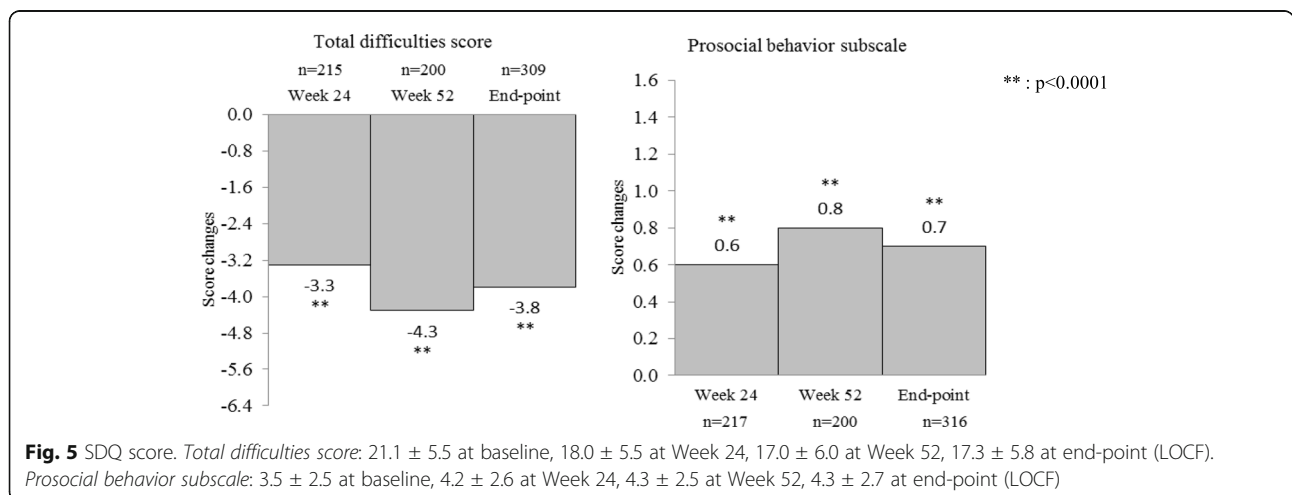 Total difficulties score
n=215 n=200 n=309
Week 24 Week 52 End-point
0.0
-0.8
-1.6
-2.4
-3.2
-4.0
-4.8
-5.6
-6.4
Score changes
-3.3
**
-4.3
**
-3.8
**
Prosocial behavior subscale
1.6
1.4
1.2
1.0
0.8
0.6
0.4
0.2
0.0
Score changes
**
0.6
**
0.8
**
0.7
Week 24 Week 52 End-point
n=217 n=200 n=316
** : p<0.0001
Fig. 5 SDQ score. Total difficulties score: 21.1 ± 5.5 at baseline, 18.0 ± 5.5 at Week 24, 17.0 ± 6.0 at Week 52, 17.3 ± 5.8 at end-point (LOCF).
Prosocial behavior subscale: 3.5 ± 2.5 at baseline, 4.2 ± 2.6 at Week 24, 4.3 ± 2.5 at Week 52, 4.3 ± 2.7 at end-point (LOCF)